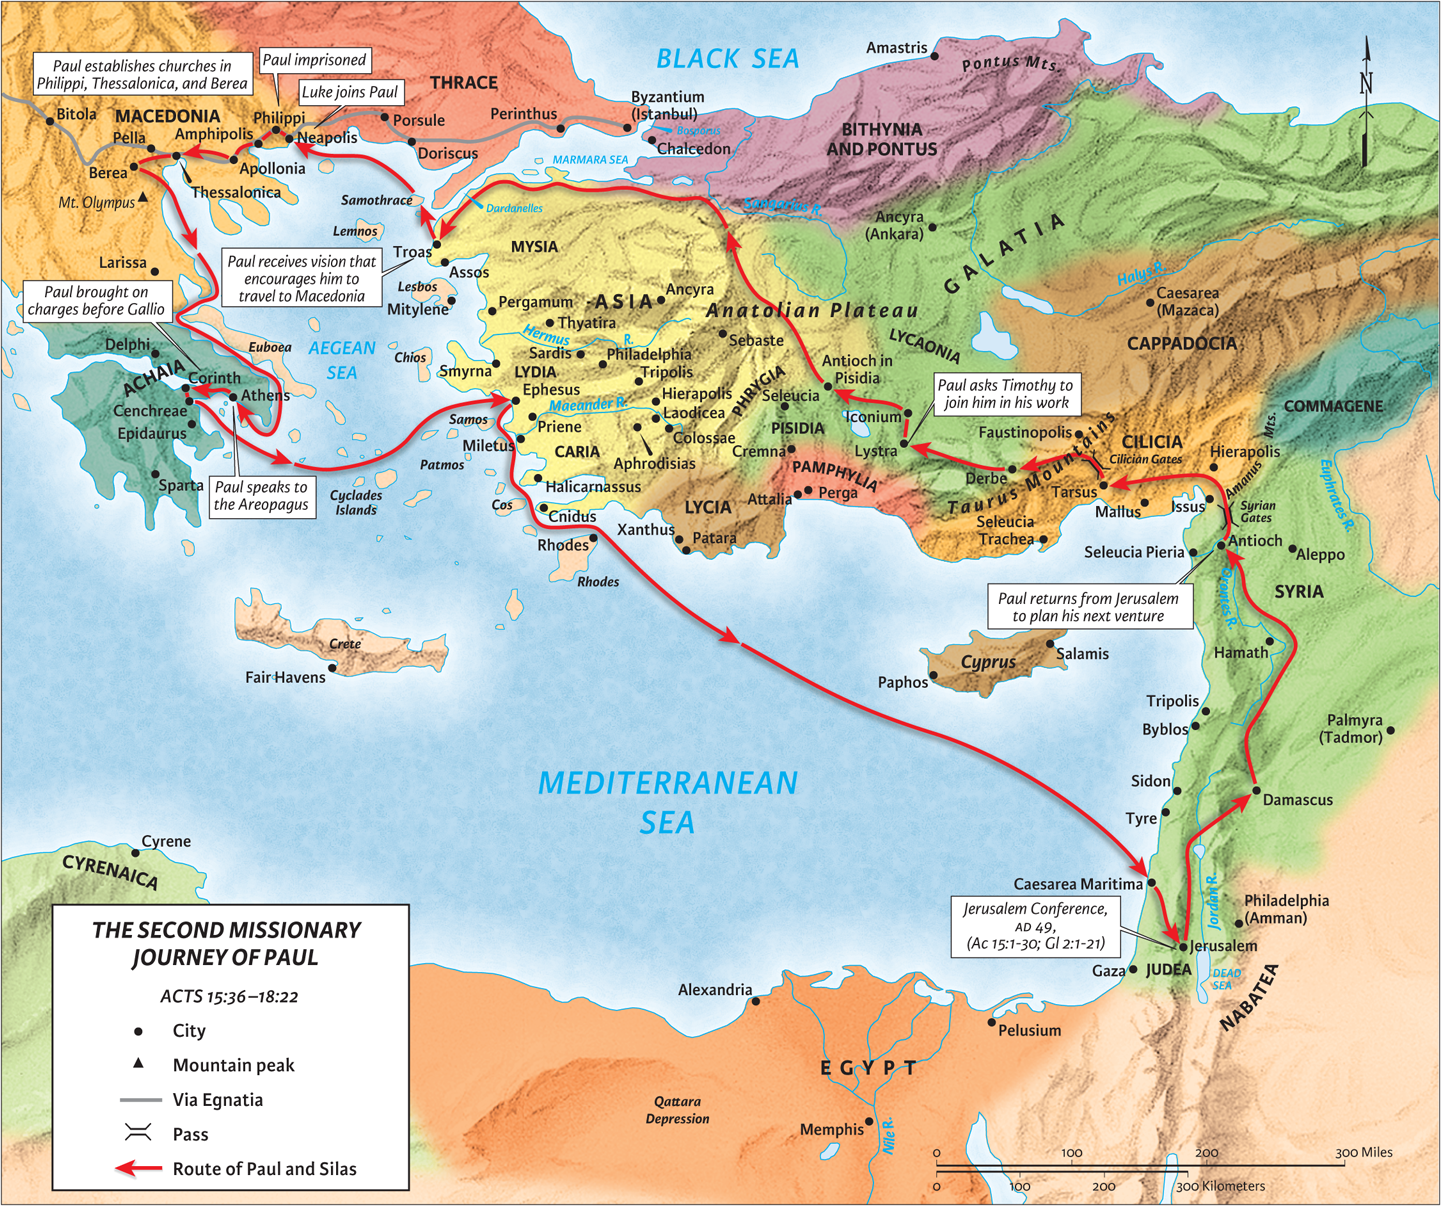 BLACK SEA
Amastris
Pontus Mts.
N
Paul establishes churches in
Philippi, Thessalonica, and Berea
Paul imprisoned
Luke joins Paul
THRACE
Byzantium
(Istanbul)
Bosporus
Chalcedon
Perinthus
Porsule
Doriscus
BITHYNIA
AND PONTUS
Bitola
MACEDONIA
Philippi
Pella
Amphipolis
Neapolis
Berea
Apollonia
Thessalonica
Mt. Olympus
MARMARA SEA
Samothrace
Dardanelles
Sangarius R.
Ancyra
(Ankara)
GALATIA
Lemnos
Troas
MYSIA
Assos
Larissa
Paul receives vision that
encourages him to
travel to Macedonia
Lesbos
Mitylene
Halys R.
Caesarea
(Mazaca)
Paul brought on
charges before Gallio
Pergamum
ASIA
Ancyra
Anatolian Plateau
Thyatira
Hermus R.
Sebaste
LYCAONIA
CAPPADOCIA
Delphi
Euboea
AEGEAN
SEA
Chios
Sardis
Philadelphia
Smyrna
LYDIA
Tripolis
PHRYGIA
Antioch in
Pisidia
ACHAIA
Corinth
Athens
Cenchreae
Epidaurus
Ephesus
Hierapolis
Maeander R.
Laodicea
Seleucia
Iconium
Paul asks Timothy to
join him in his work
COMMAGENE
Samos
Priene
Colossae
PISIDIA
Faustinopolis
CILICIA
Mts.
Miletus
CARIA
Aphrodisias
Cremna
Lystra
Cilician Gates
Hierapolis
Patmos
PAMPHYLIA
Derbe
Taurus Mountains
Tarsus
Amanus
Euphrates R.
Sparta
Paul speaks to
the Areopagus
Cyclades
Islands
Halicarnassus
Cos
Cnidus
LYCIA
Attalia
Perga
Mallus
Issus
Syrian
Gates
Xanthus
Patara
Seleucia
Trachea
Rhodes
Seleucia Pieria
Antioch
Aleppo
Rhodes
Orontes R.
SYRIA
Paul returns from Jerusalem
to plan his next venture
Crete
Fair Havens
Cyprus
Salamis
Paphos
Hamath
Tripolis
Byblos
Palmyra
(Tadmor)
MEDITERRANEAN
SEA
Sidon
Damascus
Tyre
Cyrene
CYRENAICA
Caesarea Maritima
Jordan R.
Philadelphia
(Amman)
Jerusalem Conference,
AD 49,
(Ac 15:1-30; Gl 2:1-21)
Jerusalem
Gaza
JUDEA
DEAD
SEA
NABATEA
Alexandria
Pelusium
EGYPT
Qattara
Depression
Memphis
Nile R.
THE SECOND MISSIONARY
JOURNEY OF PAUL
ACTS 15:36–18:22
City
Mountain peak
Via Egnatia
Pass
Route of Paul and Silas
0 100 200 300 Miles
0 100 200 300 Kilometers